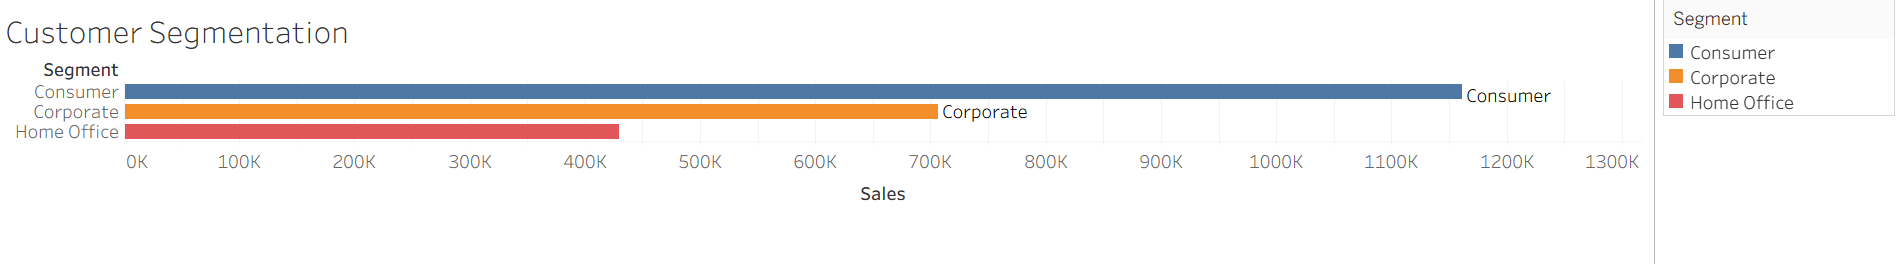 Customer Segmentation
Segment
Consumer
Consumer
Corporate
Corporate
Home Office
0K 100K 200K 300K 400K 500K 600K 700K 800K 900K 1000K 1100K 1200K 1300K
Sales
Segment
Consumer
Corporate
Home Office